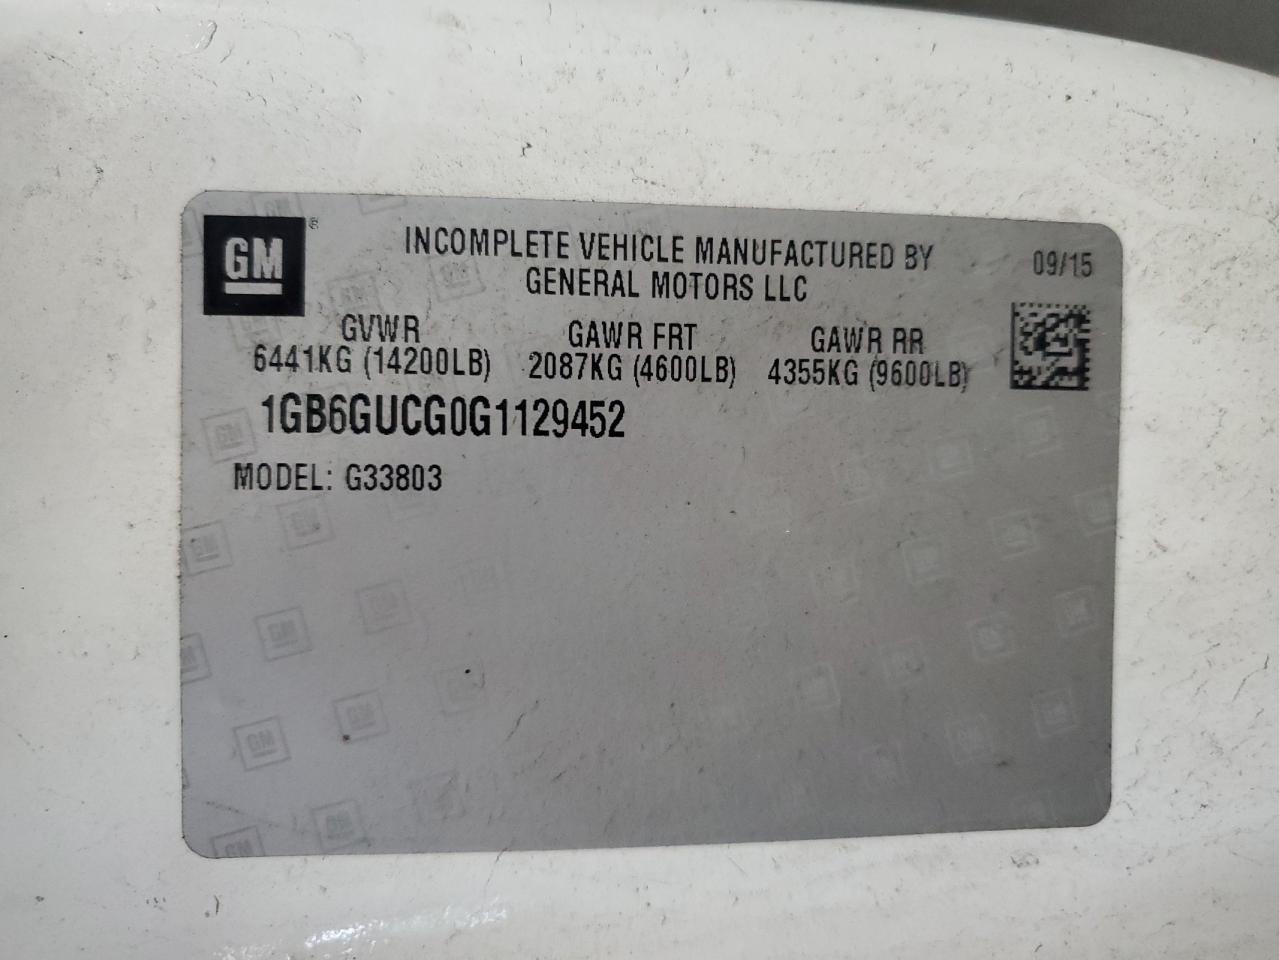 GM®
INCOMPLETE VEHICLE MANUFACTURED BY
GENERAL MOTORS LLC
09/15
GVWR GAWR FRT GAWR RR
6441KG (14200LB) 2087KG (4600LB) 4355KG (9600LB)
1GB6GUCG0G1129452
MODEL: G33803